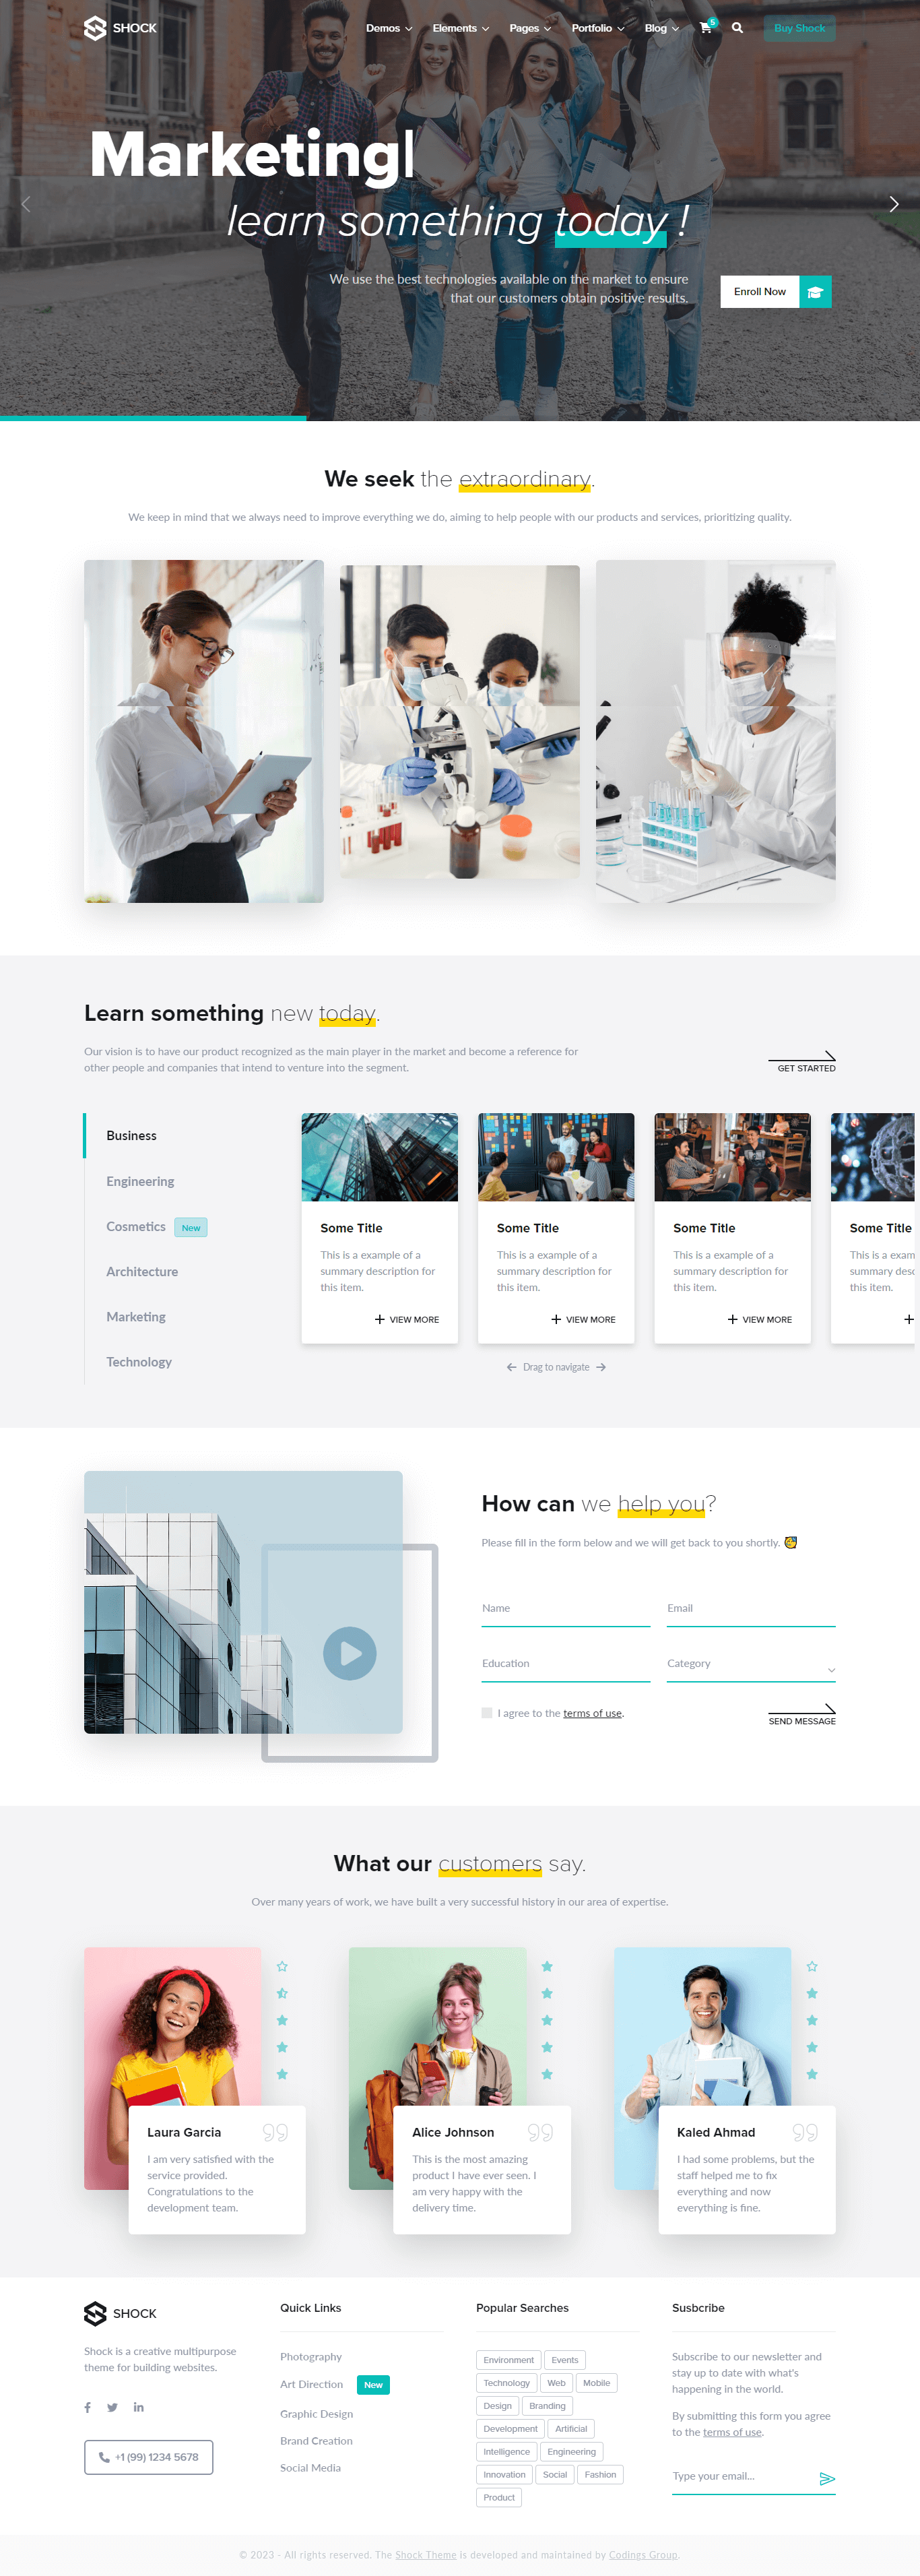 SHOCK
Demos
Elements
Pages
Portfolio
Blog
5
Buy Shock
Marketing|
learn something today !
We use the best technologies available on the market to ensure
that our customers obtain positive results.
Enroll Now
We seek the extraordinary.
We keep in mind that we always need to improve everything we do, aiming to help people with our products and services, prioritizing quality.
Learn something new today.
Our vision is to have our product recognized as the main player in the market and become a reference for
other people and companies that intend to venture into the segment.
GET STARTED
Business
Engineering
Cosmetics New
Architecture
Marketing
Technology
Some Title
This is a example of a
summary description for
this item.
VIEW MORE
Some Title
This is a example of a
summary description for
this item.
VIEW MORE
Some Title
This is a example of a
summary description for
this item.
VIEW MORE
Some Title
This is a exam
summary desc
this item.
Drag to navigate
How can we help you?
Please fill in the form below and we will get back to you shortly.
Name
Email
Education
Category
I agree to the terms of use.
SEND MESSAGE
What our customers say.
Over many years of work, we have built a very successful history in our area of expertise.
Laura Garcia
I am very satisfied with the
service provided.
Congratulations to the
development team.
Alice Johnson
This is the most amazing
product I have ever seen. I
am very happy with the
delivery time.
Kaled Ahmad
I had some problems, but the
staff helped me to fix
everything and now
everything is fine.
SHOCK
Shock is a creative multipurpose
theme for building websites.
+1 (99) 1234 5678
Quick Links
Photography
Art Direction New
Graphic Design
Brand Creation
Social Media
Popular Searches
Environment Events
Technology Web Mobile
Design Branding
Development Artificial
Intelligence Engineering
Innovation Social Fashion
Product
Susbcribe
Subscribe to our newsletter and
stay up to date with what's
happening in the world.
By submitting this form you agree
to the terms of use.
Type your email...
© 2023 - All rights reserved. The Shock Theme is developed and maintained by Codings Group.